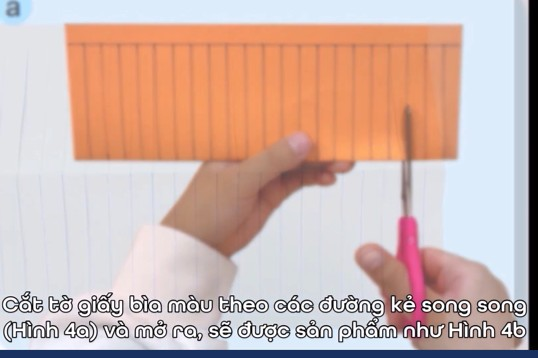 a
Cắt tờ giấy bìa màu theo các đường kẻ song song
(Hình 4a) và mở ra, sẽ được sản phẩm như Hình 4b